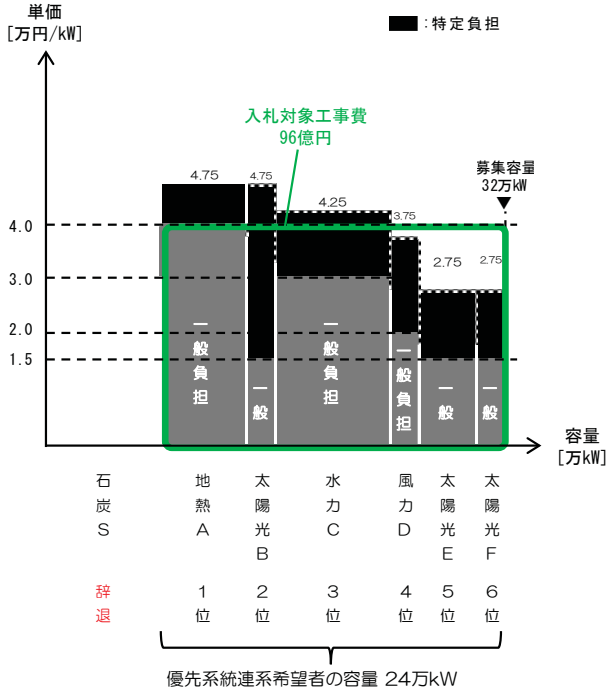 単価
[万円/kW]
:特定負担
入札対象工事費
96億円
募集容量
32万kW
4.75
4.75
4.25
3.75
2.75
2.75
4.0
3.0
2.0
1.5
一般負担
一般
一般負担
一般負担
一般
一般
容量
[万kW]
石炭S
地熱A
太陽光B
水力C
風力D
太陽光E
太陽光F
辞退
1位
2位
3位
4位
5位
6位
優先系統連系希望者の容量 24万kW